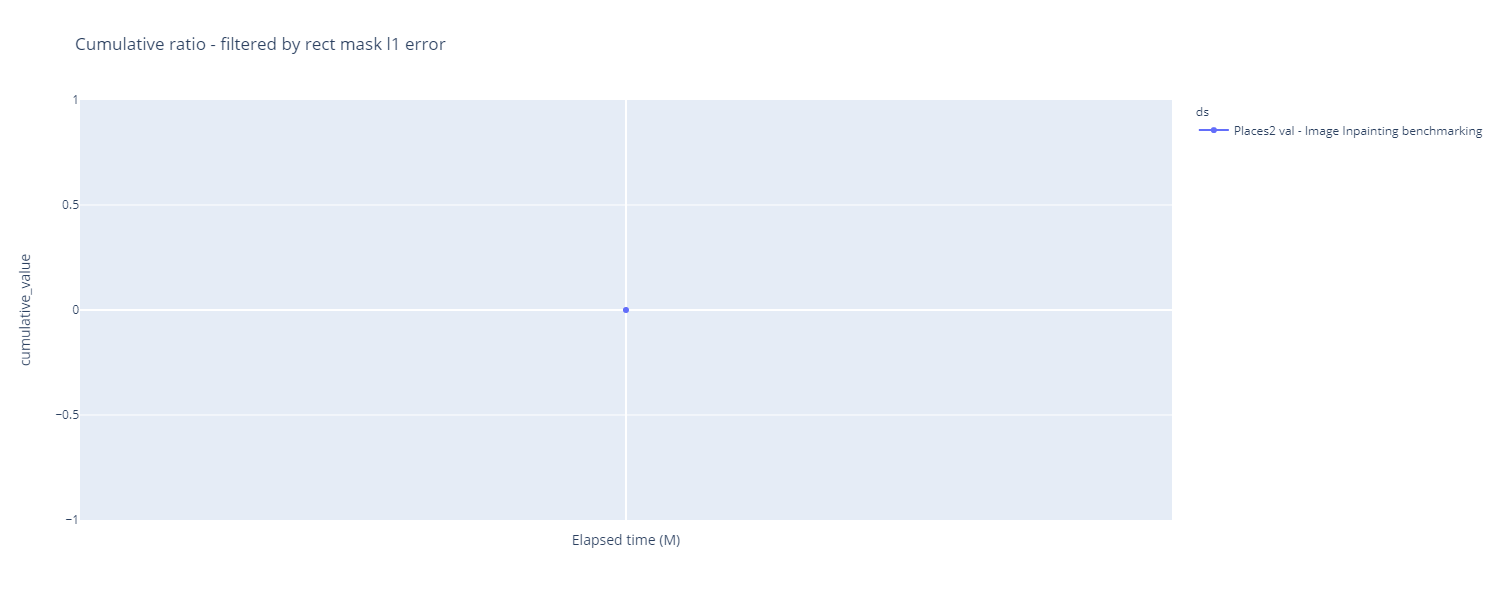 Cumulative ratio - filtered by rect mask l1 error
1
0.5
0
−0.5
−1
cumulative_value
Elapsed time (M)
ds
Places2 val - Image Inpainting benchmarking